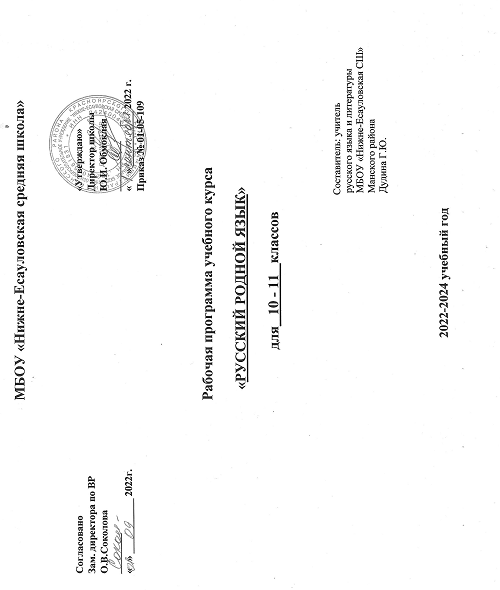 МБОУ «Нижне-Есауловская средняя школа»
Согласовано
Зам. директора по ВР
О.В.Соколова
« » 09 2022г.
«Утверждаю»
Директор школы
Ю.И. Обмоклая
« » 2022 г.
Приказ № 01-05-109
Рабочая программа учебного курса
«РУССКИЙ РОДНОЙ ЯЗЫК»
для 10 - 11 классов
Составитель: учитель
русского языка и литературы
МБОУ «Нижне-Есауловская СШ»
Манского района
Дудина Г.Ю.
2022-2024 учебный год